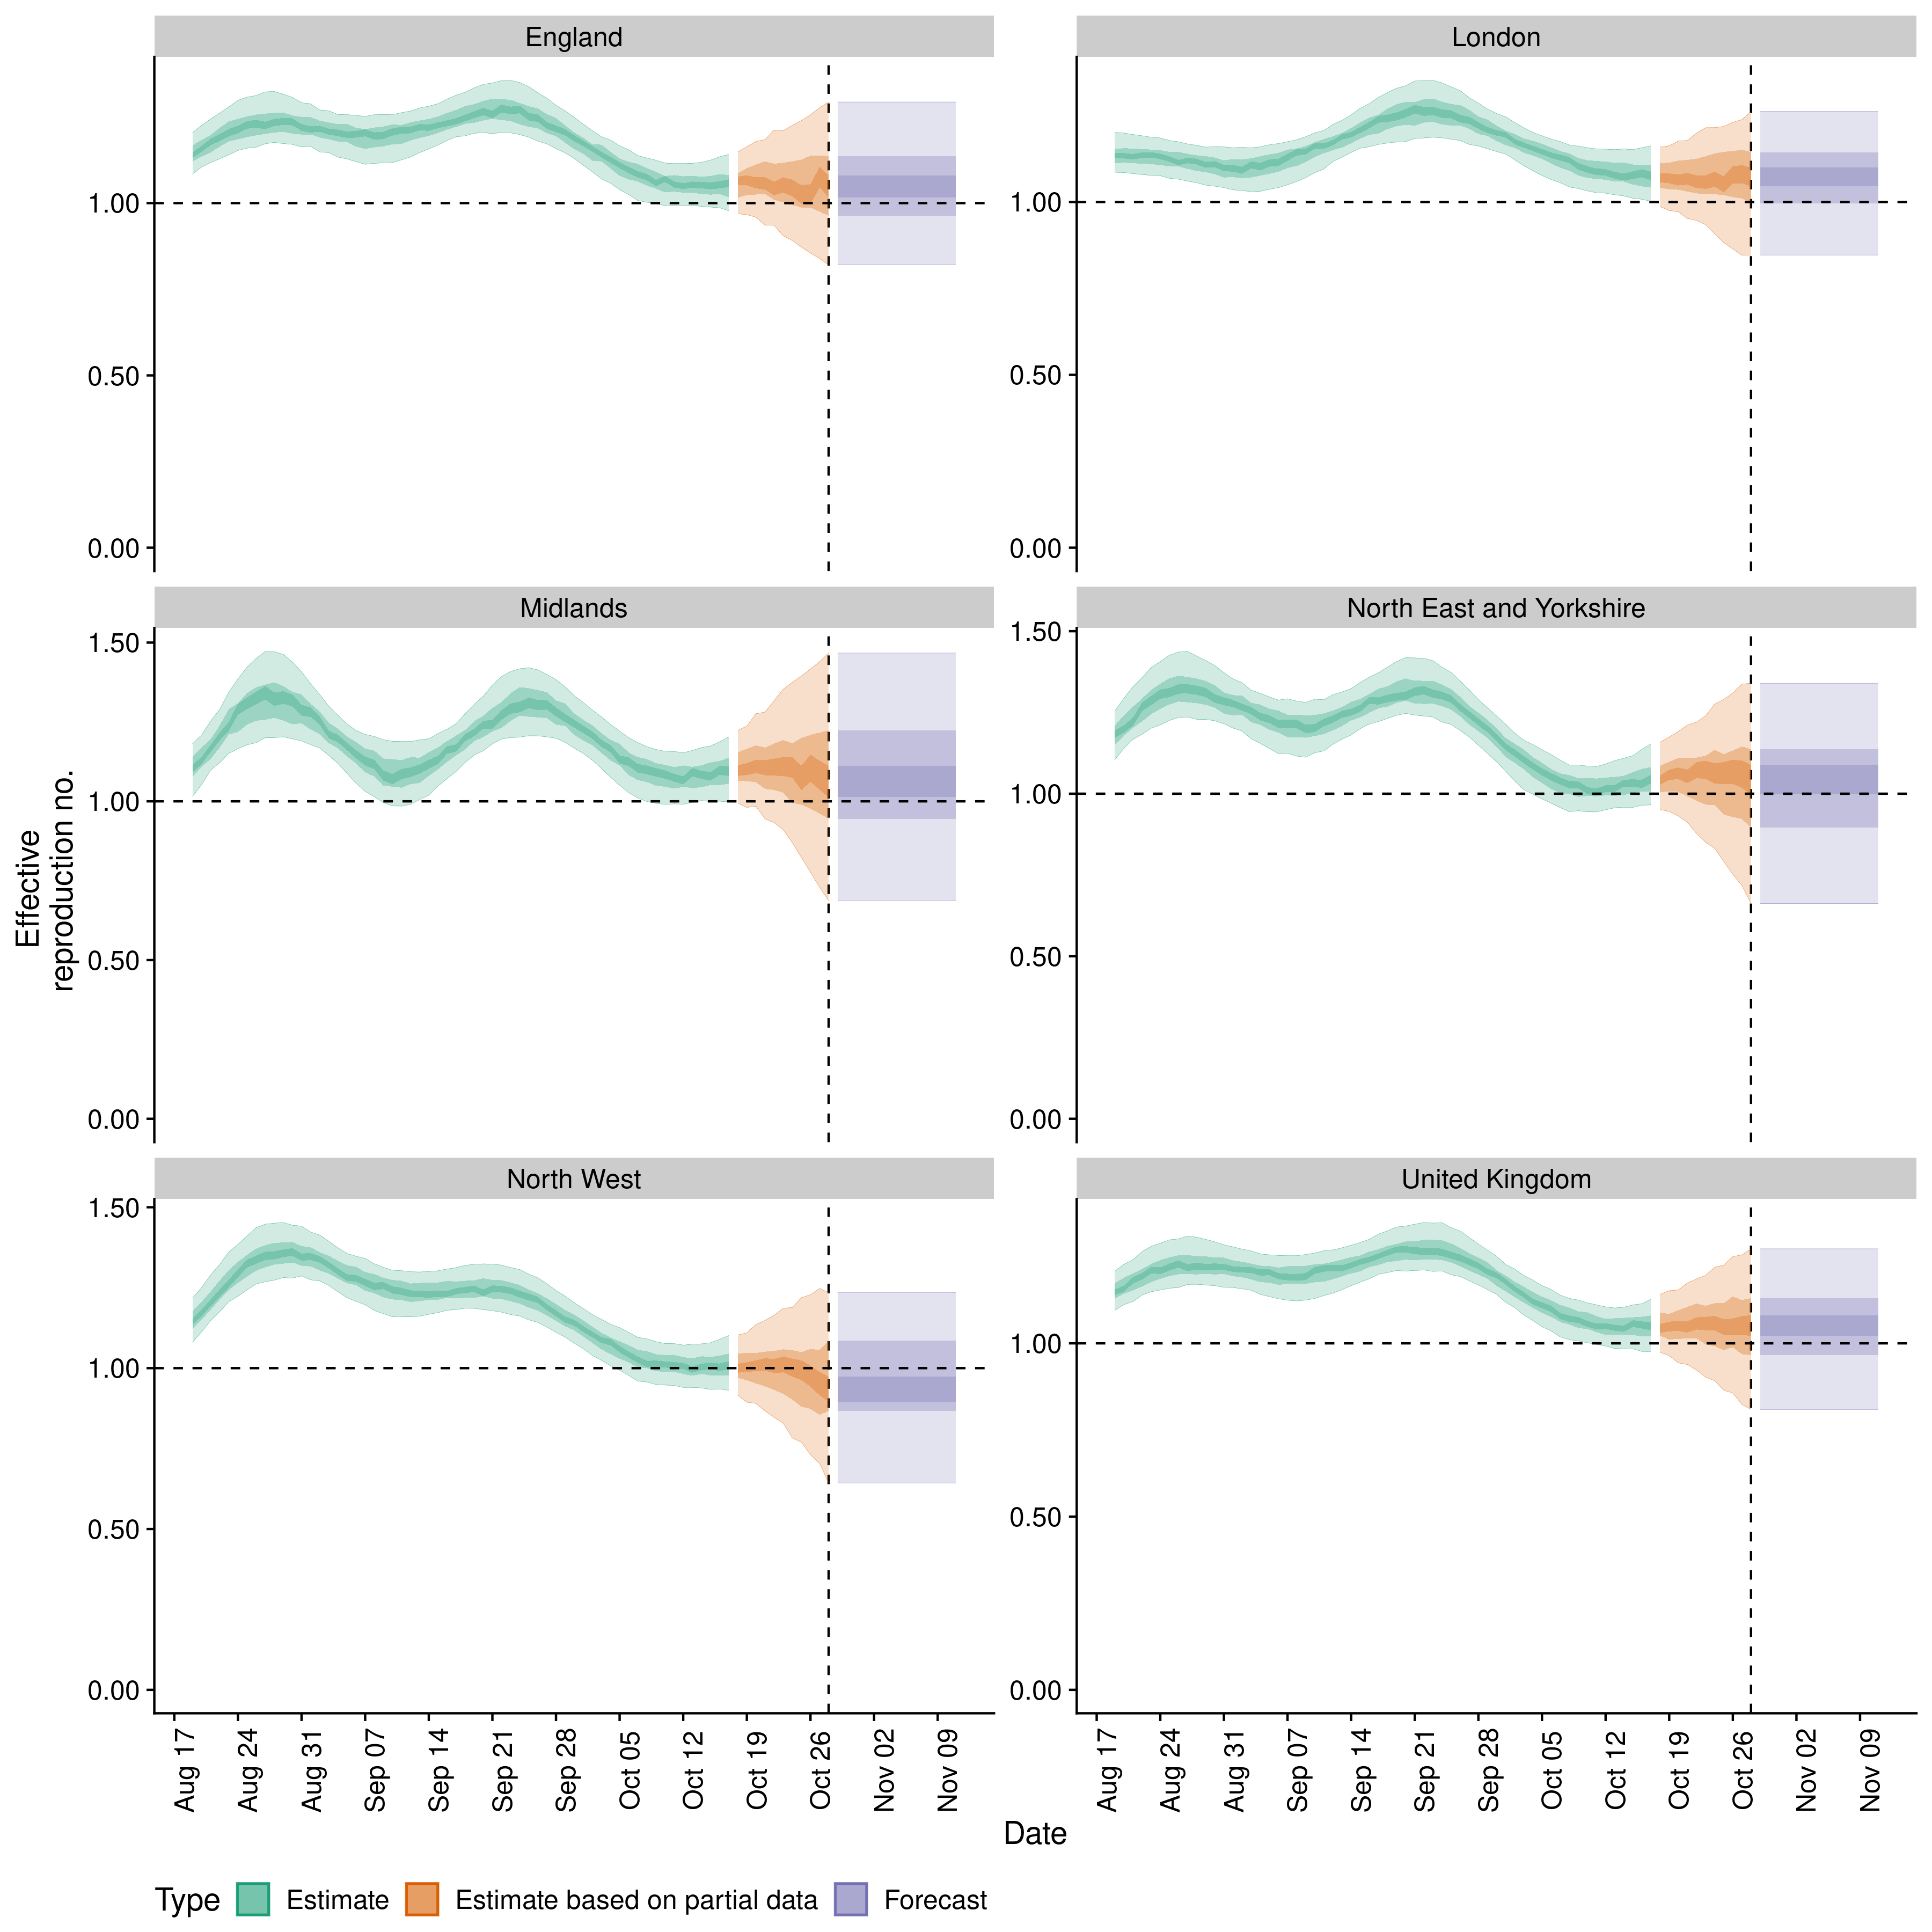 England
London
1.00
0.50
0.00
1.00
0.50
0.00
Midlands
North East and Yorkshire
1.50
1.00
0.50
0.00
1.50
1.00
0.50
0.00
Effective
reproduction no.
North West
United Kingdom
1.50
1.00
0.50
0.00
1.00
0.50
0.00
Aug 17
Aug 24
Aug 31
Sep 07
Sep 14
Sep 21
Sep 28
Oct 05
Oct 12
Oct 19
Oct 26
Nov 02
Nov 09
Aug 17
Aug 24
Aug 31
Sep 07
Sep 14
Sep 21
Sep 28
Oct 05
Oct 12
Oct 19
Oct 26
Nov 02
Nov 09
Date
Type Estimate Estimate based on partial data Forecast